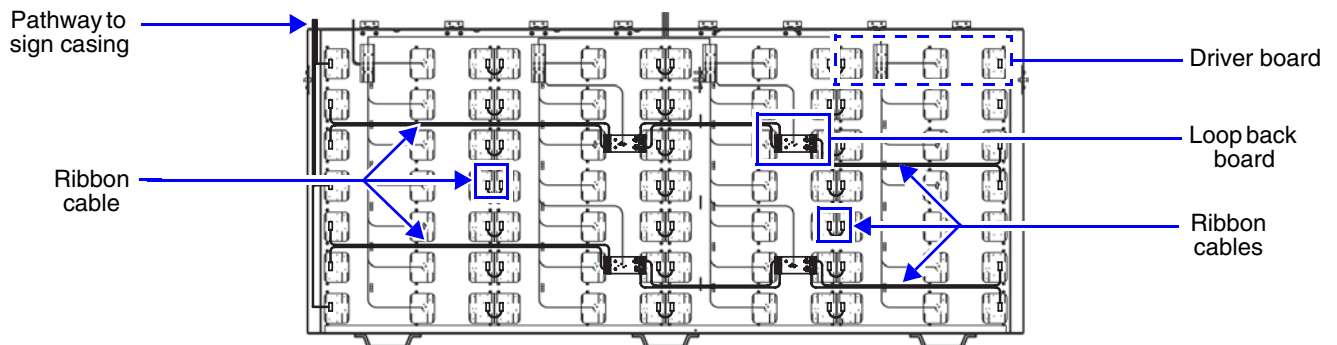 Pathway to
sign casing
Driver board
Loop back
board
Ribbon
cable
Ribbon
cables